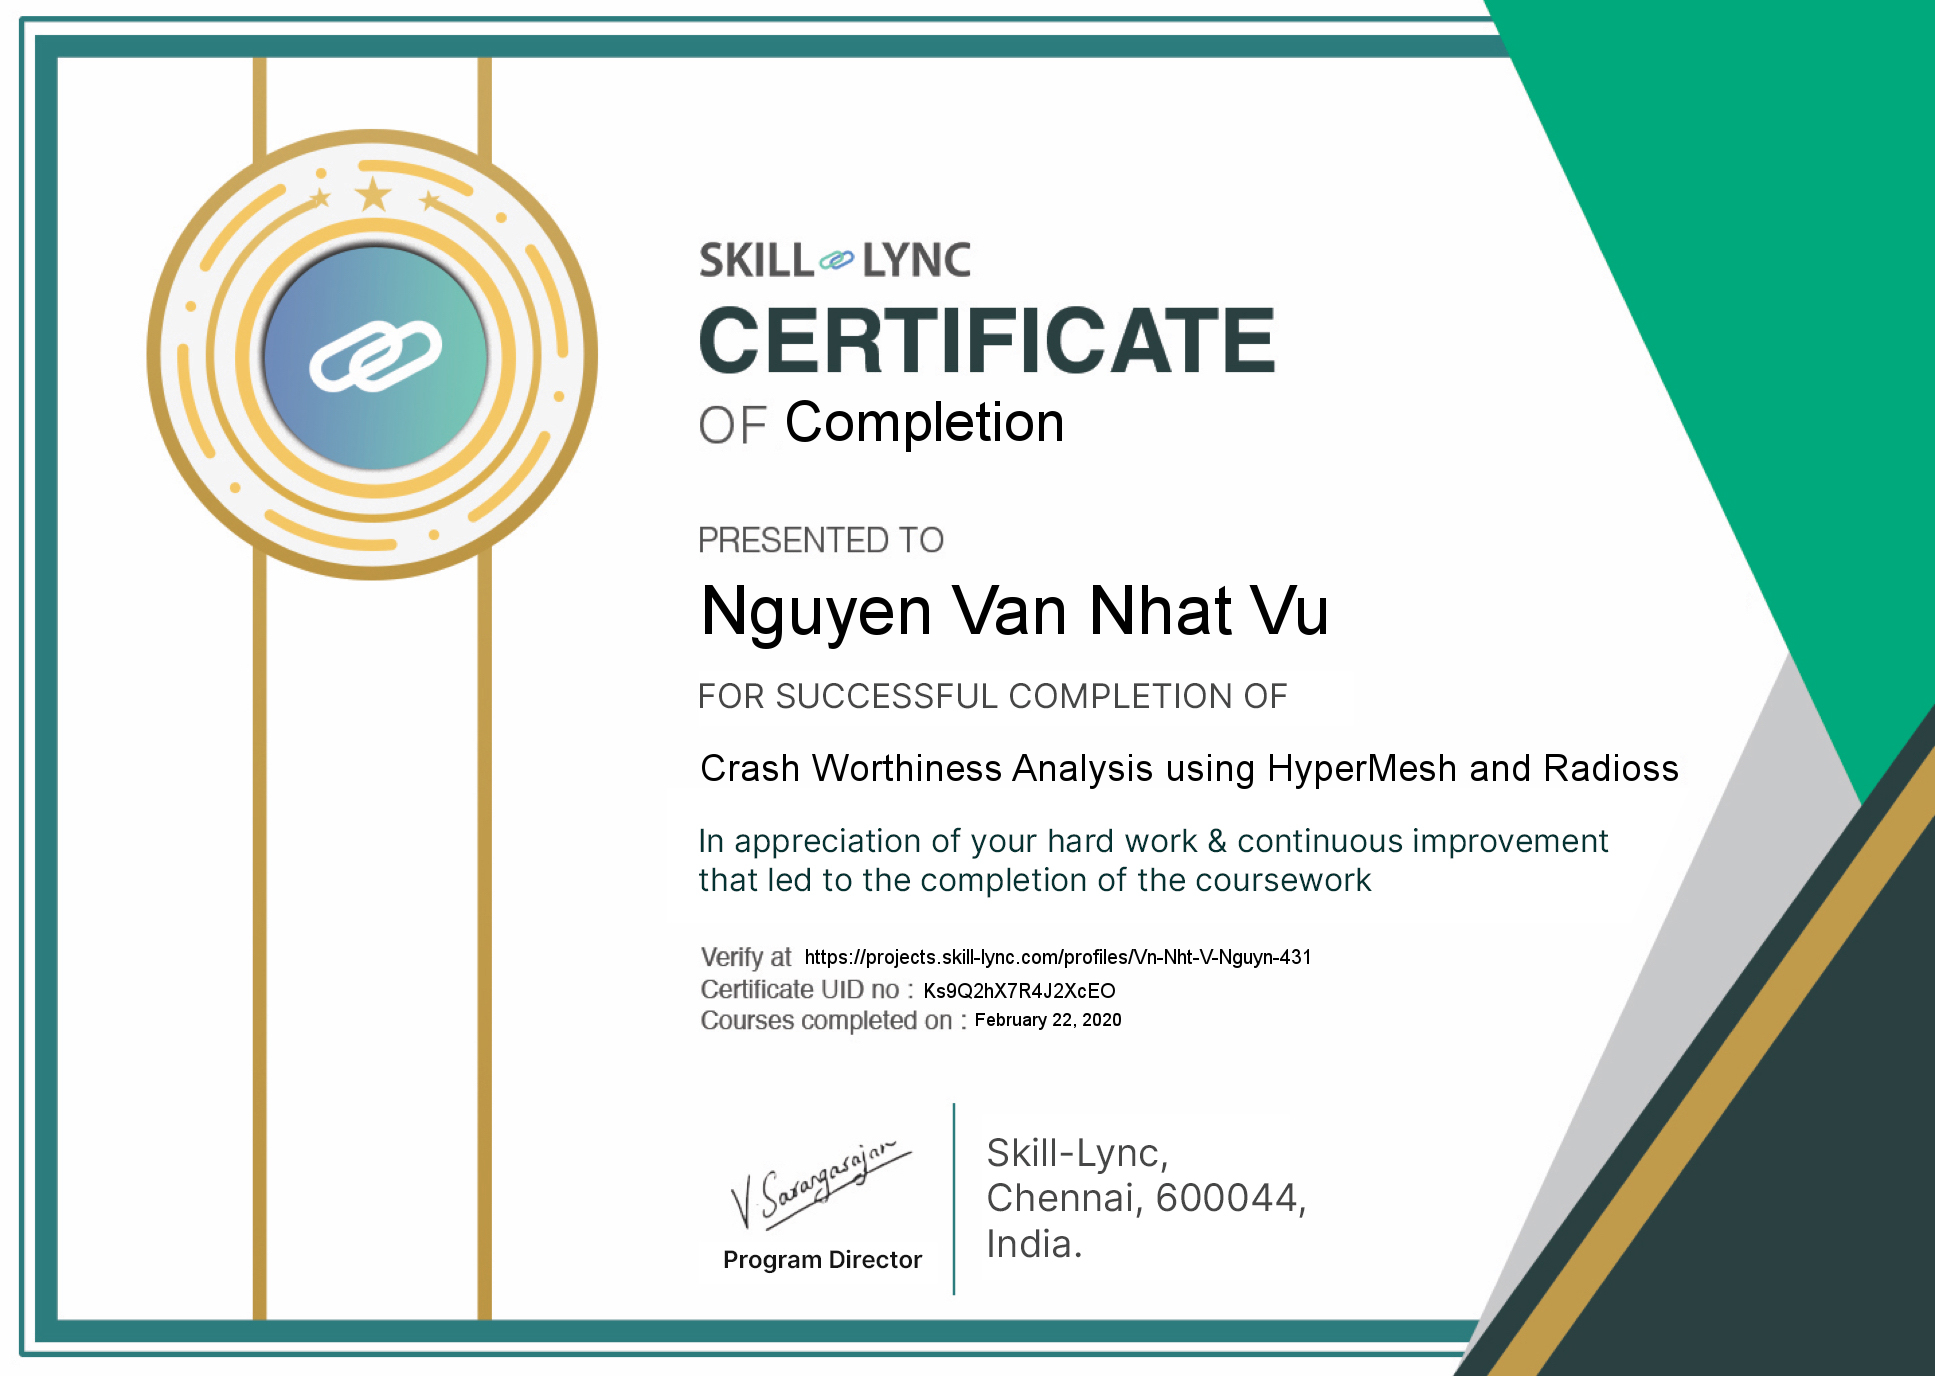 SKILL LYNC
CERTIFICATE
OF Completion
PRESENTED TO
Nguyen Van Nhat Vu
FOR SUCCESSFUL COMPLETION OF
Crash Worthiness Analysis using HyperMesh and Radioss
In appreciation of your hard work & continuous improvement
that led to the completion of the coursework
Verify at https://projects.skill-lync.com/profiles/Vn-Nht-V-Nguyn-431
Certificate UID no : Ks9Q2hX7R4J2XcEO
Courses completed on : February 22, 2020
V. Sarangarajan
Program Director
Skill-Lync,
Chennai, 600044,
India.